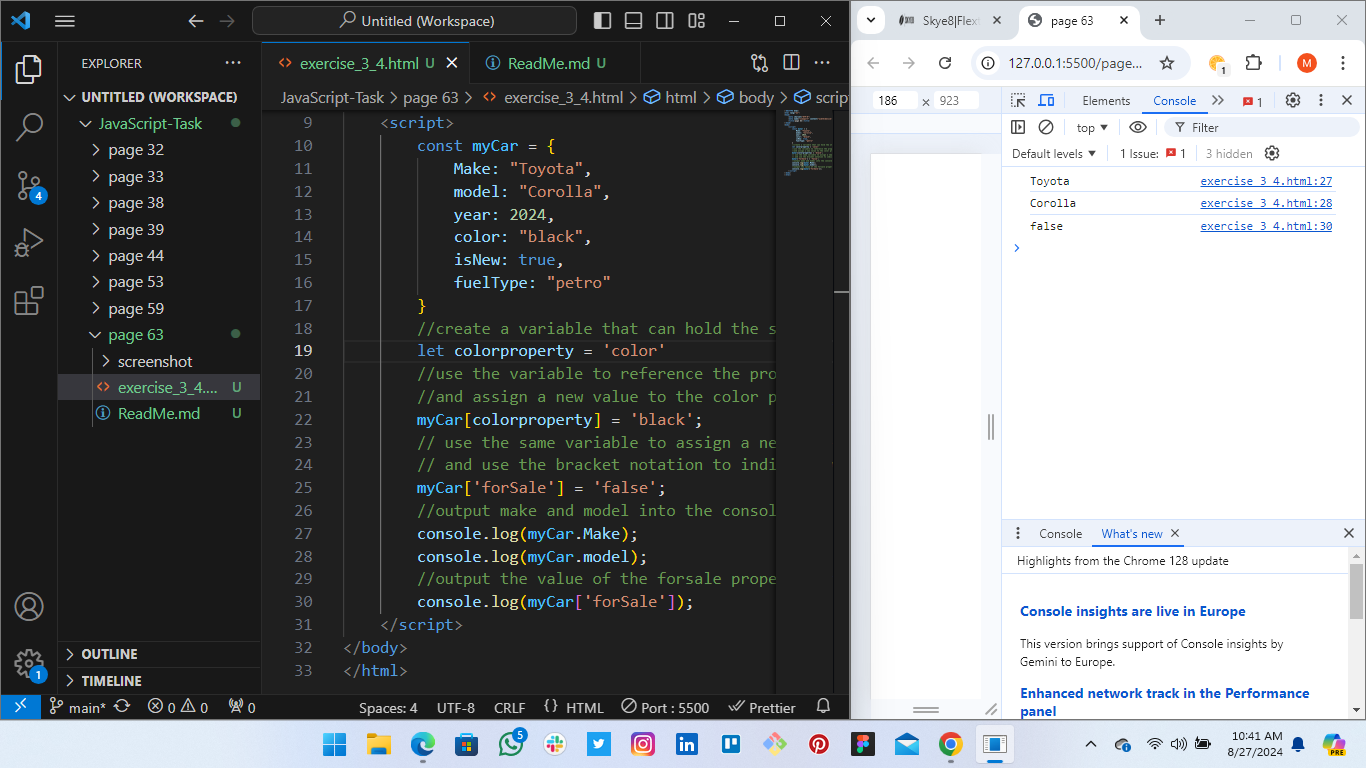 Untitled (Workspace)
EXPLORER
UNTITLED (WORKSPACE)
JavaScript-Task
page 32
page 33
page 38
page 39
page 44
page 53
page 59
page 63
screenshot
exercise_3_4.... U
ReadMe.md U
OUTLINE
TIMELINE
4
1
exercise_3_4.html U
ReadMe.md U
JavaScript-Task > page 63 > exercise_3_4.html > html > body > script
9 <script>
10 const myCar = {
11 Make: "Toyota",
12 model: "Corolla",
13 year: 2024,
14 color: "black",
15 isNew: true,
16 fuelType: "petro"
17 }
18 //create a variable that can hold the s
19 let colorproperty = 'color'
20 //use the variable to reference the pro
21 //and assign a new value to the color p
22 myCar[colorproperty] = 'black';
23 // use the same variable to assign a ne
24 // and use the bracket notation to indi
25 myCar['forSale'] = 'false';
26 //output make and model into the consol
27 console.log(myCar.Make);
28 console.log(myCar.model);
29 //output the value of the forsale prope
30 console.log(myCar['forSale']);
31 </script>
32 </body>
33 </html>
main* 0 0 0 Spaces: 4 UTF-8 CRLF {} HTML Port : 5500 Prettier
Skye8|Flex
page 63
127.0.0.1:5500/page...
1
M
186 x 923
Elements Console 1
top Filter
Default levels 1 Issue: 1 3 hidden
Toyota exercise_3_4.html:27
Corolla exercise_3_4.html:28
false exercise_3_4.html:30
Console What's new
Highlights from the Chrome 128 update
Console insights are live in Europe
This version brings support of Console insights by
Gemini to Europe.
Enhanced network track in the Performance
panel
5
10:41 AM
8/27/2024
PRE